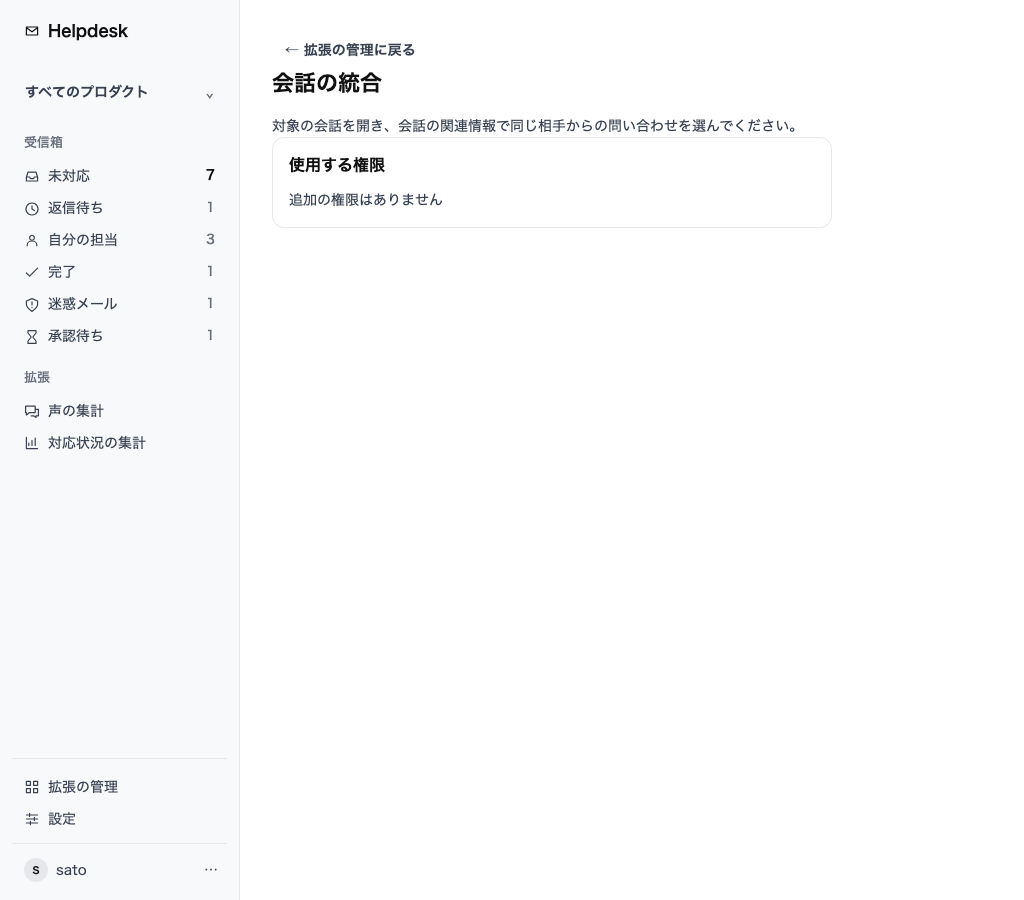 Helpdesk
すべてのプロダクト
受信箱
未対応 7
返信待ち 1
自分の担当 3
完了 1
迷惑メール 1
承認待ち 1
拡張
声の集計
対応状況の集計
拡張の管理
設定
S sato ...
← 拡張の管理に戻る
会話の統合
対象の会話を開き、会話の関連情報で同じ相手からの問い合わせを選んでください。
使用する権限
追加の権限はありません